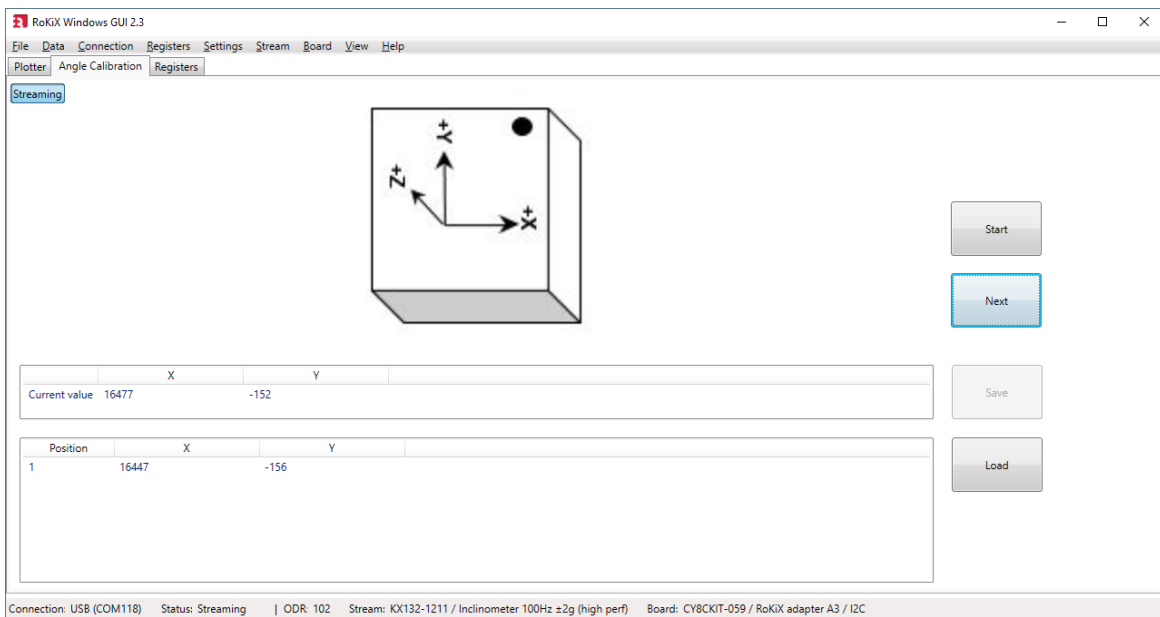 RoKiX Windows GUI 2.3
File Data Connection Registers Settings Stream Board View Help
Plotter Angle Calibration Registers
Streaming
+Y
+Z
+X
Start
Next
X Y
Current value 16477 -152
Save
Position X Y
1 16447 -156
Load
Connection: USB (COM118) Status: Streaming | ODR: 102 Stream: KX132-1211 / Inclinometer 100Hz ±2g (high perf) Board: CY8CKIT-059 / RoKiX adapter A3 / I2C